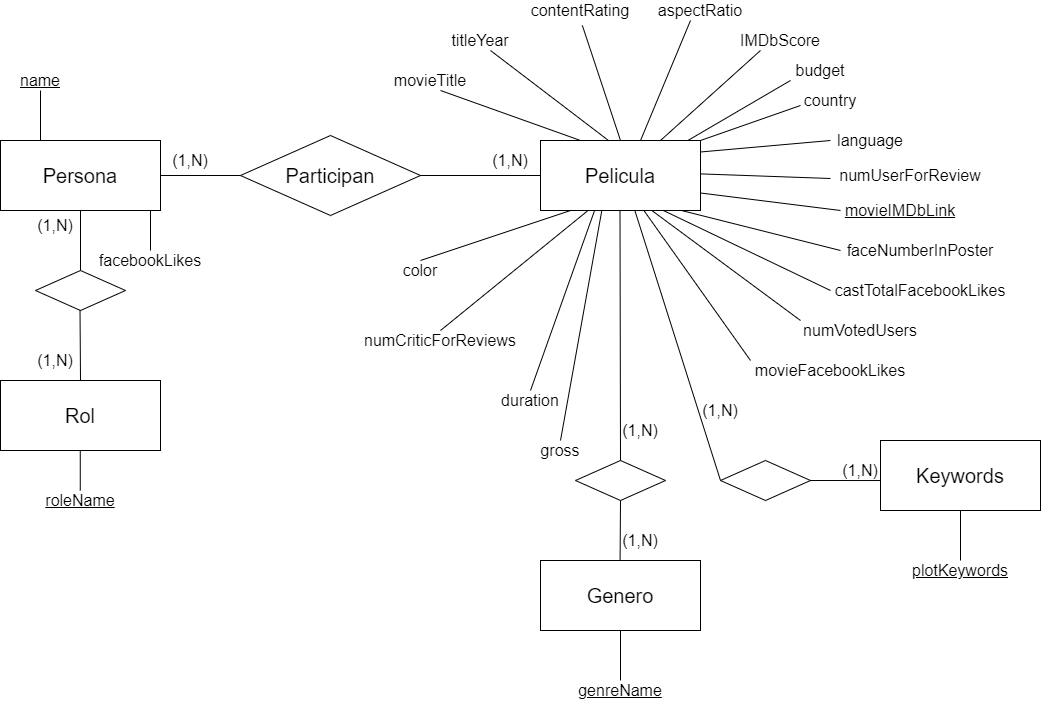 contentRating
aspectRatio
titleYear
IMDbScore
movieTitle
budget
name
country
language
(1,N)
(1,N)
Persona
Participan
Pelicula
numUserForReview
movieIMDbLink
(1,N)
facebookLikes
color
faceNumberInPoster
castTotalFacebookLikes
numCriticForReviews
numVotedUsers
(1,N)
movieFacebookLikes
duration
Rol
(1,N)
(1,N)
gross
(1,N)
Keywords
roleName
(1,N)
plotKeywords
Genero
genreName